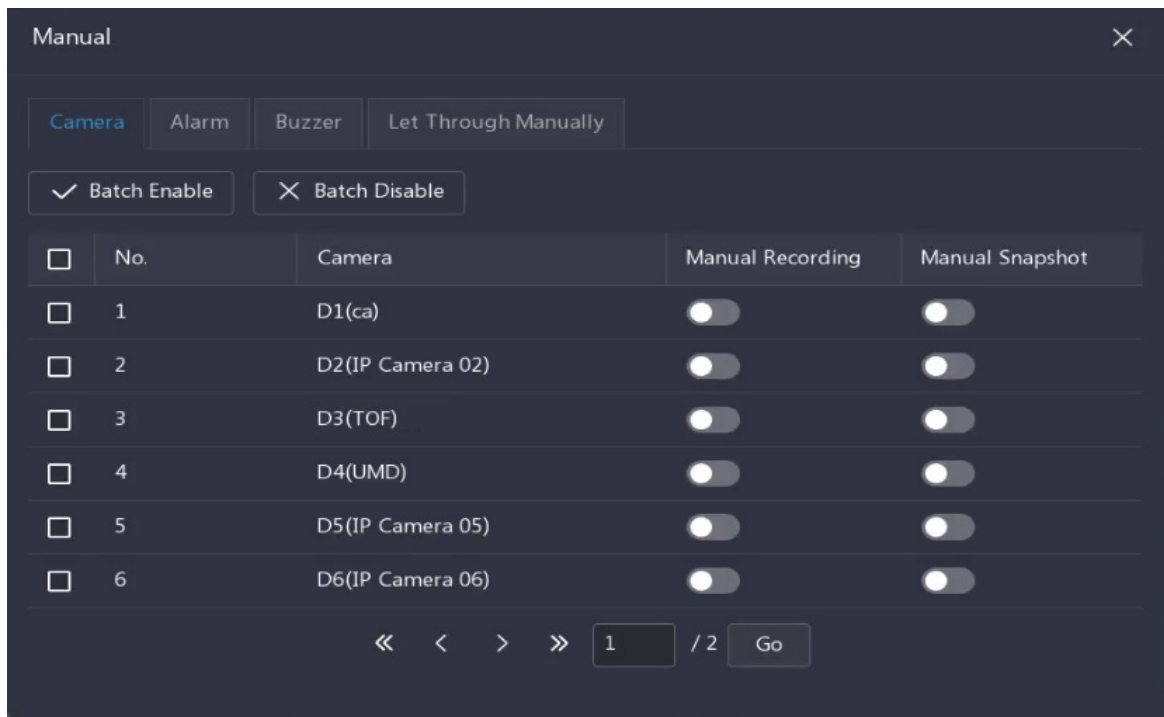 Manual
Camera Alarm Buzzer Let Through Manually
Batch Enable Batch Disable
No. Camera Manual Recording Manual Snapshot
1 D1(ca)
2 D2(IP Camera 02)
3 D3(TOF)
4 D4(UMD)
5 D5(IP Camera 05)
6 D6(IP Camera 06)
1 / 2 Go